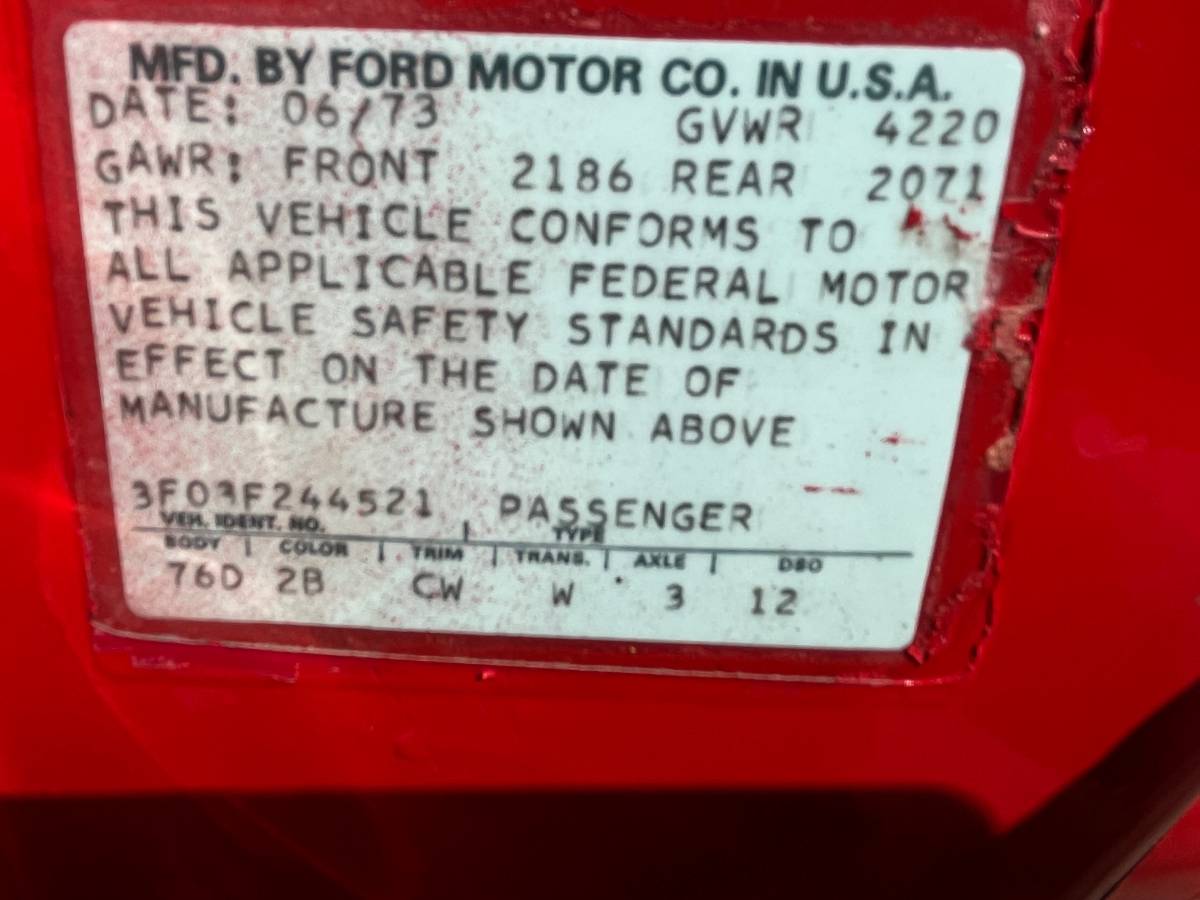 MFD. BY FORD MOTOR CO. IN U.S.A.
DATE: 06/73 GVWR 4220
GAWR: FRONT 2186 REAR 2071
THIS VEHICLE CONFORMS TO
ALL APPLICABLE FEDERAL MOTOR
VEHICLE SAFETY STANDARDS IN
EFFECT ON THE DATE OF
MANUFACTURE SHOWN ABOVE
3F03F244521 PASSENGER
VEH. IDENT. NO. | TYPE
BODY | COLOR | TRIM | TRANS. | AXLE | DSO
76D 2B CW W 3 12